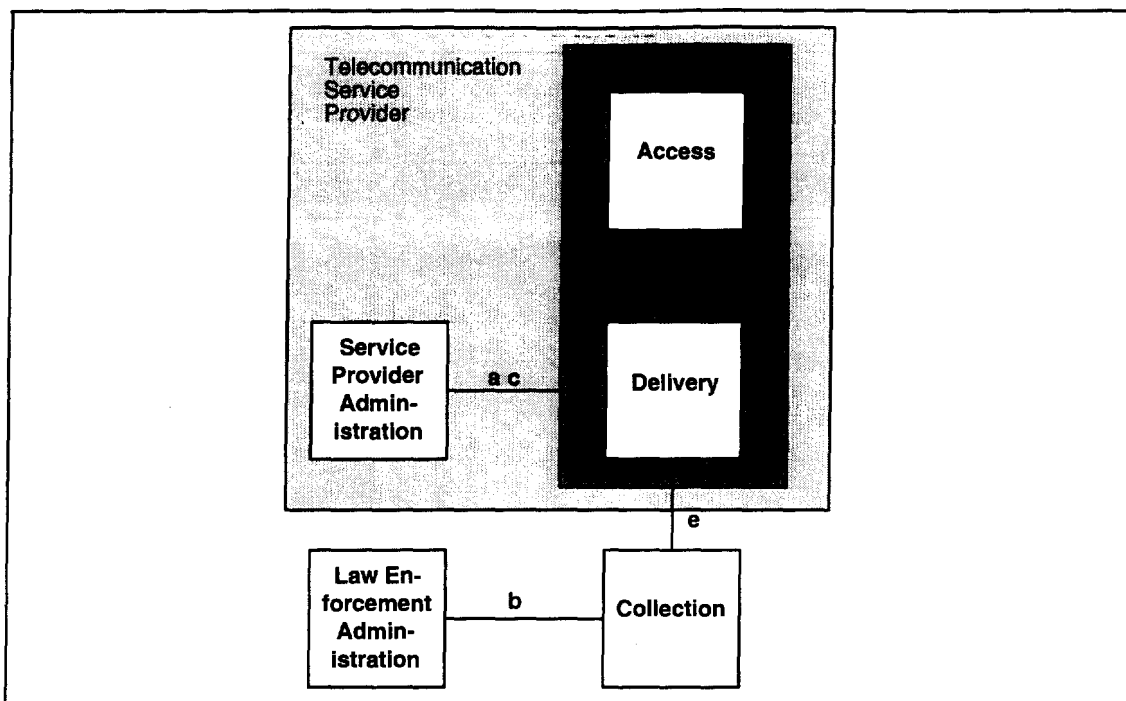 Telecommunication
Service
Provider
Access
Service
Provider
Admin-
istration
a c
Delivery
e
Law En-
forcement
Admin-
istration
b
Collection